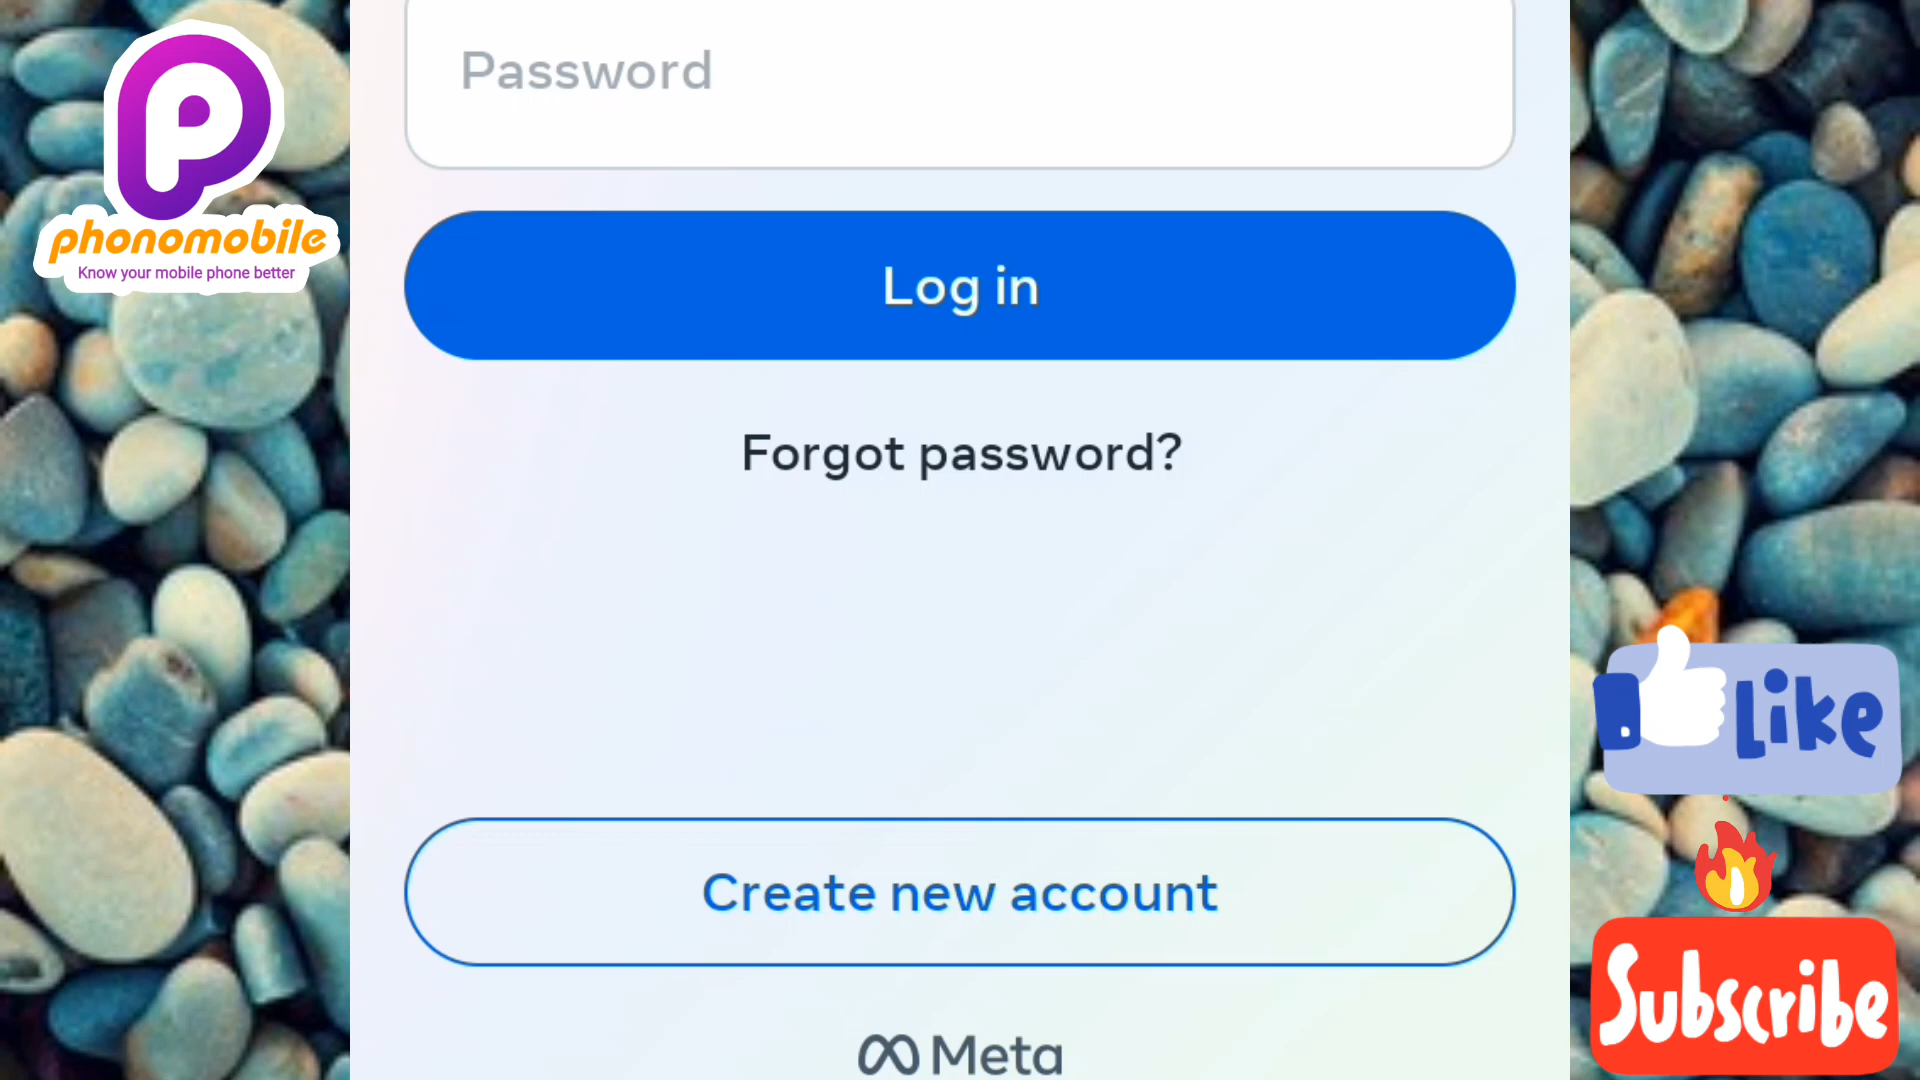 phonomobile
Know your mobile phone better
Password
Log in
Forgot password?
Create new account
Meta
Like
Subscribe